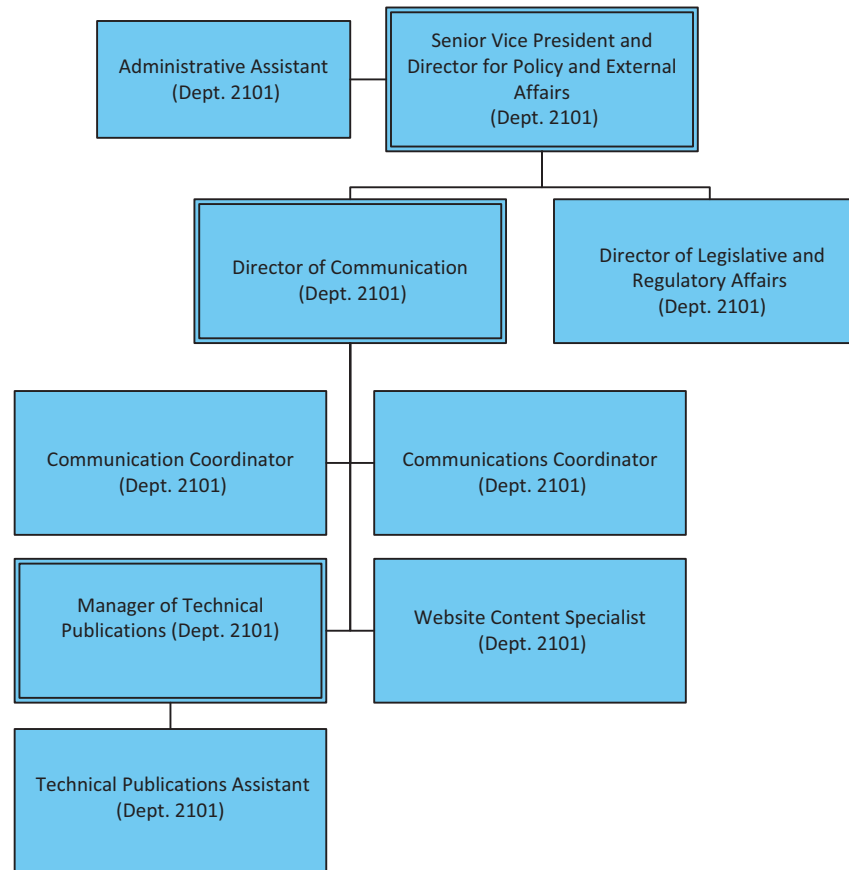 Administrative Assistant
(Dept. 2101)
Senior Vice President and
Director for Policy and External
Affairs
(Dept. 2101)
Director of Communication
(Dept. 2101)
Director of Legislative and
Regulatory Affairs
(Dept. 2101)
Communication Coordinator
(Dept. 2101)
Communications Coordinator
(Dept. 2101)
Manager of Technical
Publications (Dept. 2101)
Website Content Specialist
(Dept. 2101)
Technical Publications Assistant
(Dept. 2101)